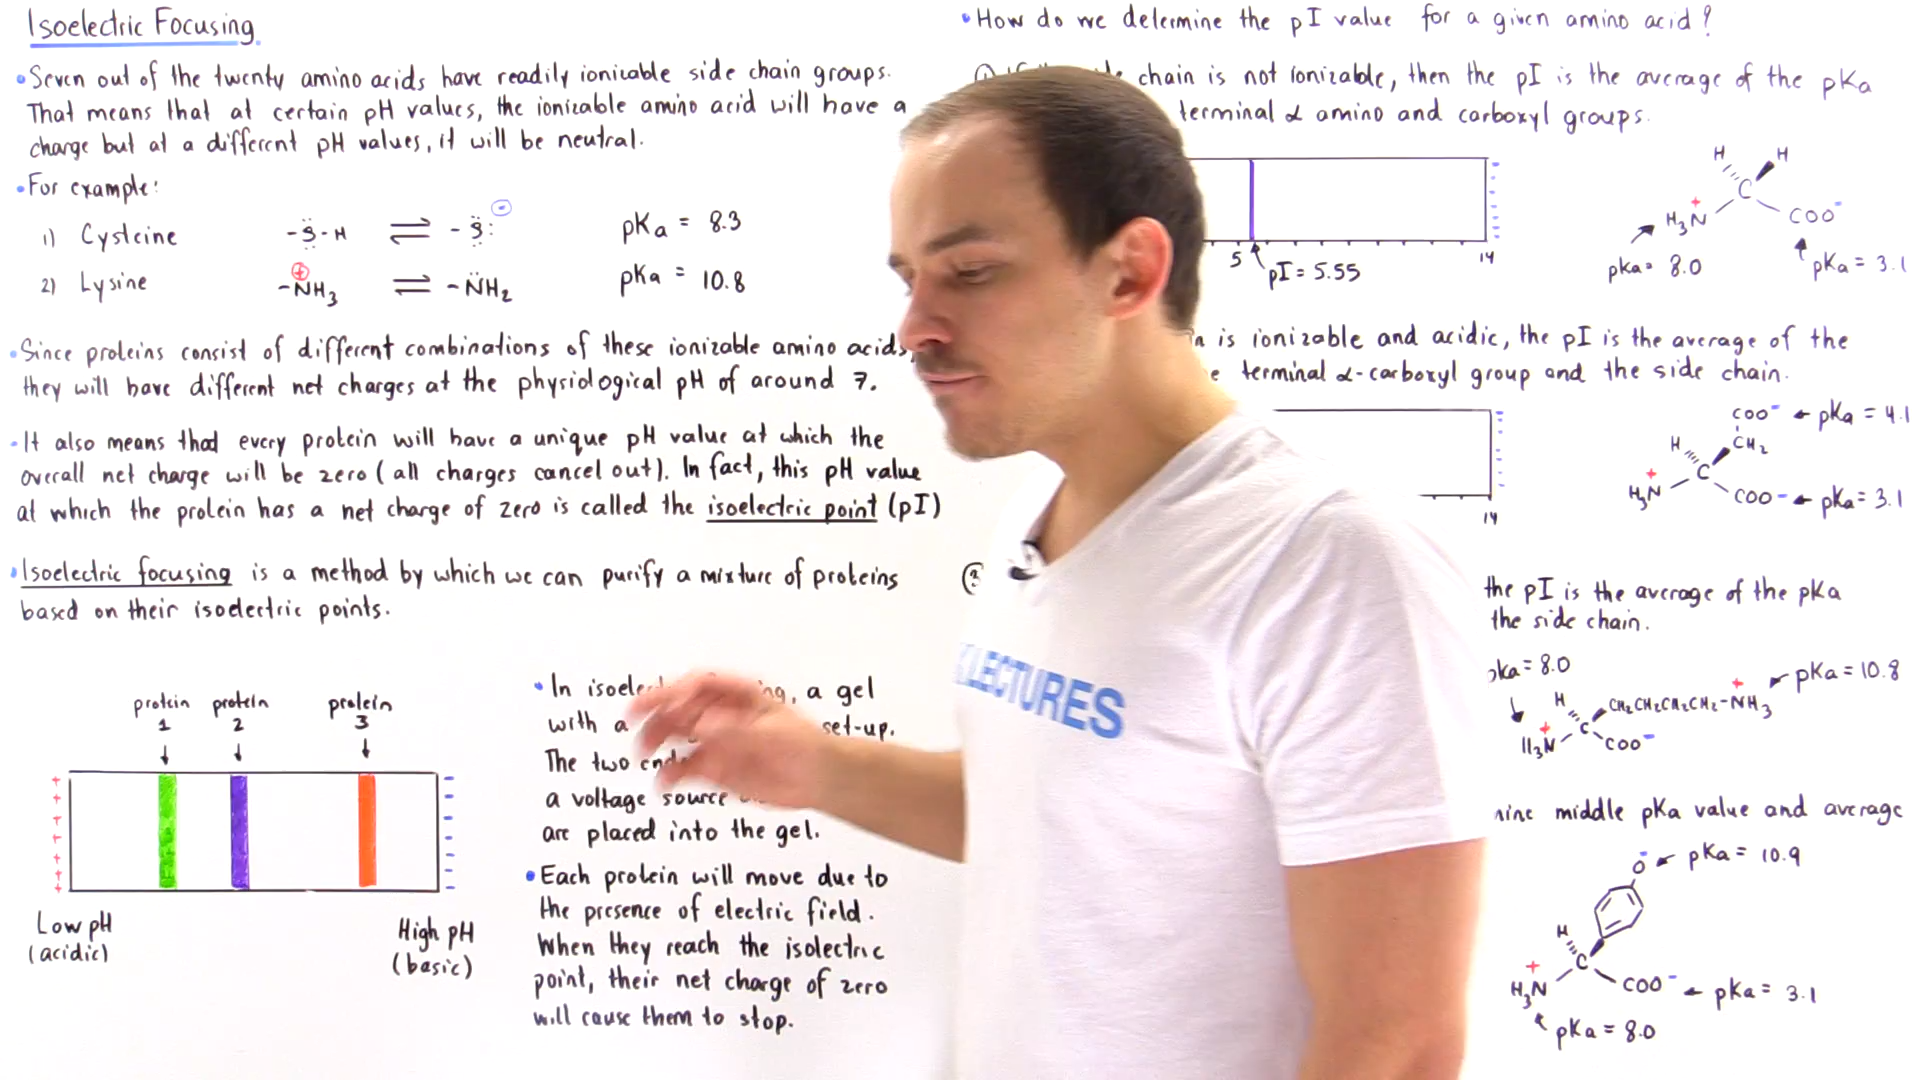 Isoelectric Focusing
• Seven out of the twenty amino acids have readily ionizable side chain groups.
That means that at certain pH values, the ionizable amino acid will have a
charge but at a different pH values, it will be neutral.
• For example:
1) Cysteine -S-H ⇌ -S: - pKa = 8.3
2) Lysine -NH3 + ⇌ -NH2 pKa = 10.8
• Since proteins consist of different combinations of these ionizable amino acids,
they will have different net charges at the physiological pH of around 7.
• It also means that every protein will have a unique pH value at which the
overall net charge will be zero (all charges cancel out). In fact, this pH value
at which the protein has a net charge of zero is called the isoelectric point (pI)
• Isoelectric focusing is a method by which we can purify a mixture of proteins
based on their isoelectric points.
protein 1 protein 2 protein 3
+ + + + + + +
- - - - - - -
Low pH
(acidic)
High pH
(basic)
• In a gel
with a set-up.
The two
a voltage source
are placed into the gel.
• Each protein will move due to
the presence of electric field.
When they reach the isolectric
point, their net charge of zero
will cause them to stop.
K LECTURES
• How do we determine the pI value for a given amino acid?
chain is not ionizable, then the pI is the average of the pKa
terminal α amino and carboxyl groups.
5 pI = 5.55 14
H H
H3N + C COO-
pKa = 8.0 pKa = 3.1
is ionizable and acidic, the pI is the average of the
terminal α-carboxyl group and the side chain.
14
COO- ← pKa = 4.1
H CH2
H3N + C COO- ← pKa = 3.1
the pI is the average of the pKa
the side chain.
pKa = 8.0 pKa = 10.8
H CH2CH2CH2CH2-NH3 +
H3N + C COO-
middle pKa value and average
O- ← pKa = 10.9
H
H3N + C COO- ← pKa = 3.1
pKa = 8.0